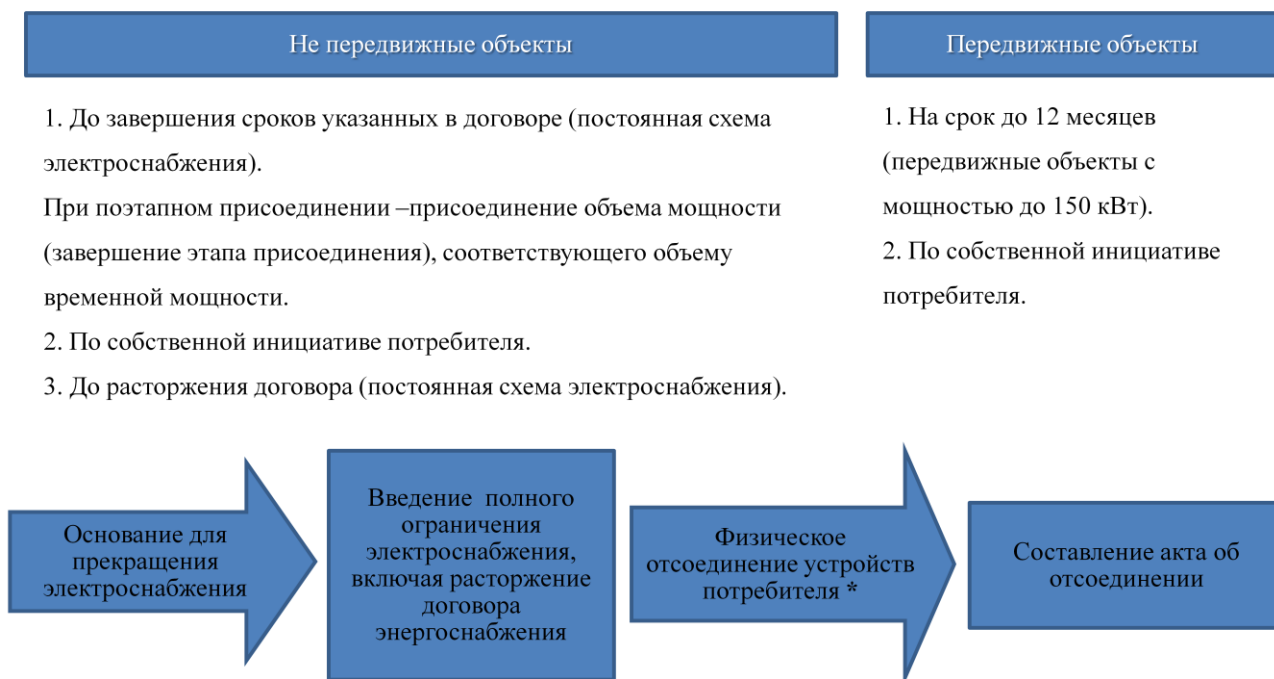 Не передвижные объекты
1. До завершения сроков указанных в договоре (постоянная схема
электроснабжения).
При поэтапном присоединении –присоединение объема мощности
(завершение этапа присоединения), соответствующего объему
временной мощности.
2. По собственной инициативе потребителя.
3. До расторжения договора (постоянная схема электроснабжения).
Передвижные объекты
1. На срок до 12 месяцев
(передвижные объекты с
мощностью до 150 кВт).
2. По собственной инициативе
потребителя.
Основание для
прекращения
электроснабжения
Введение полного
ограничения
электроснабжения,
включая расторжение
договора
энергоснабжения
Физическое
отсоединение устройств
потребителя *
Составление акта об
отсоединении